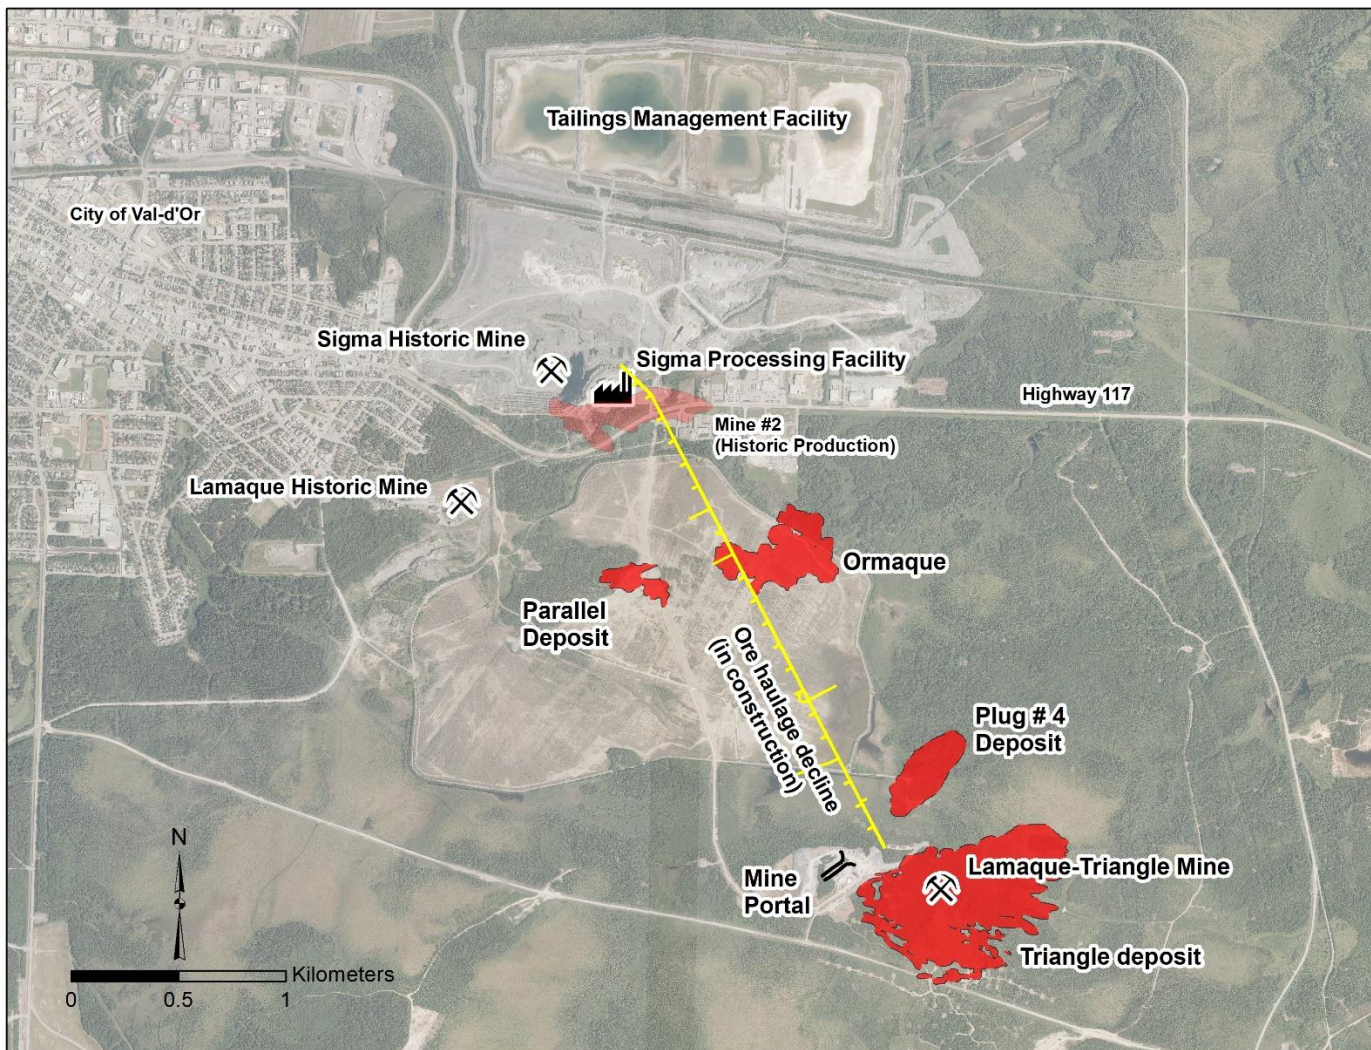 Tailings Management Facility
City of Val-d'Or
Sigma Historic Mine
Sigma Processing Facility
Highway 117
Mine #2
(Historic Production)
Lamaque Historic Mine
Ormaque
Parallel
Deposit
Ore haulage decline
(in construction)
Plug # 4
Deposit
N
Mine
Portal
Lamaque-Triangle Mine
Triangle deposit
Kilometers
0 0.5 1